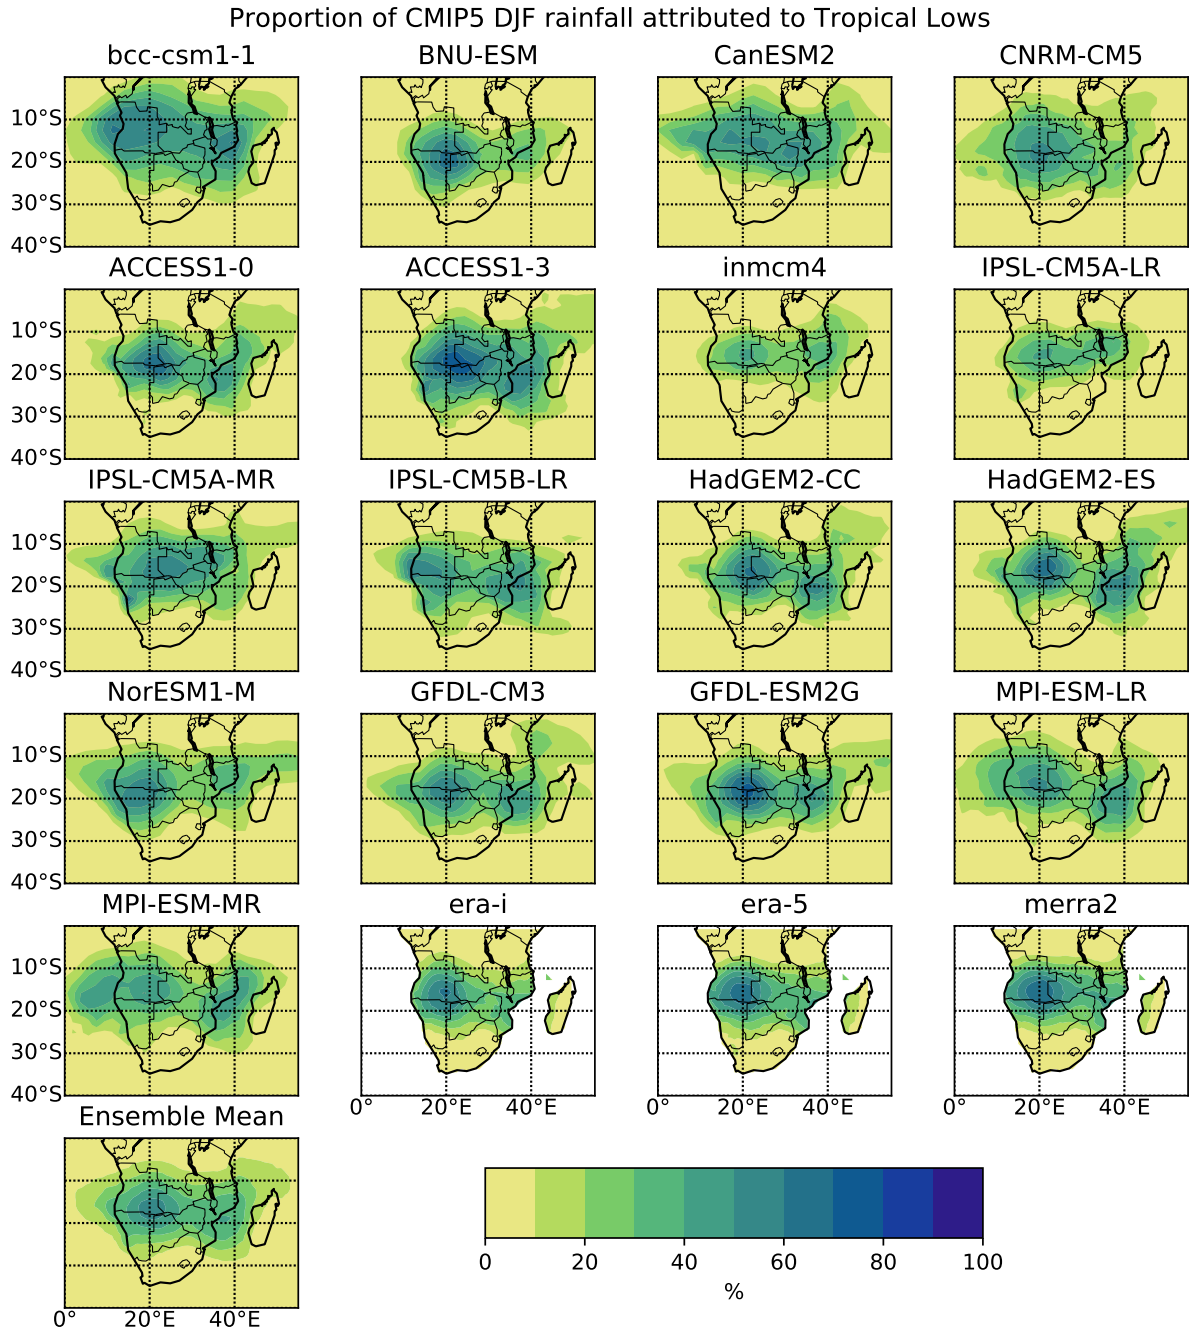 Proportion of CMIP5 DJF rainfall attributed to Tropical Lows
bcc-csm1-1 BNU-ESM CanESM2 CNRM-CM5
10°S
20°S
30°S
40°S
ACCESS1-0 ACCESS1-3 inmcm4 IPSL-CM5A-LR
10°S
20°S
30°S
40°S
IPSL-CM5A-MR IPSL-CM5B-LR HadGEM2-CC HadGEM2-ES
10°S
20°S
30°S
40°S
NorESM1-M GFDL-CM3 GFDL-ESM2G MPI-ESM-LR
10°S
20°S
30°S
40°S
MPI-ESM-MR era-i era-5 merra2
10°S
20°S
30°S
40°S
0° 20°E 40°E 0° 20°E 40°E 0° 20°E 40°E
Ensemble Mean
0° 20°E 40°E
0 20 40 60 80 100
%